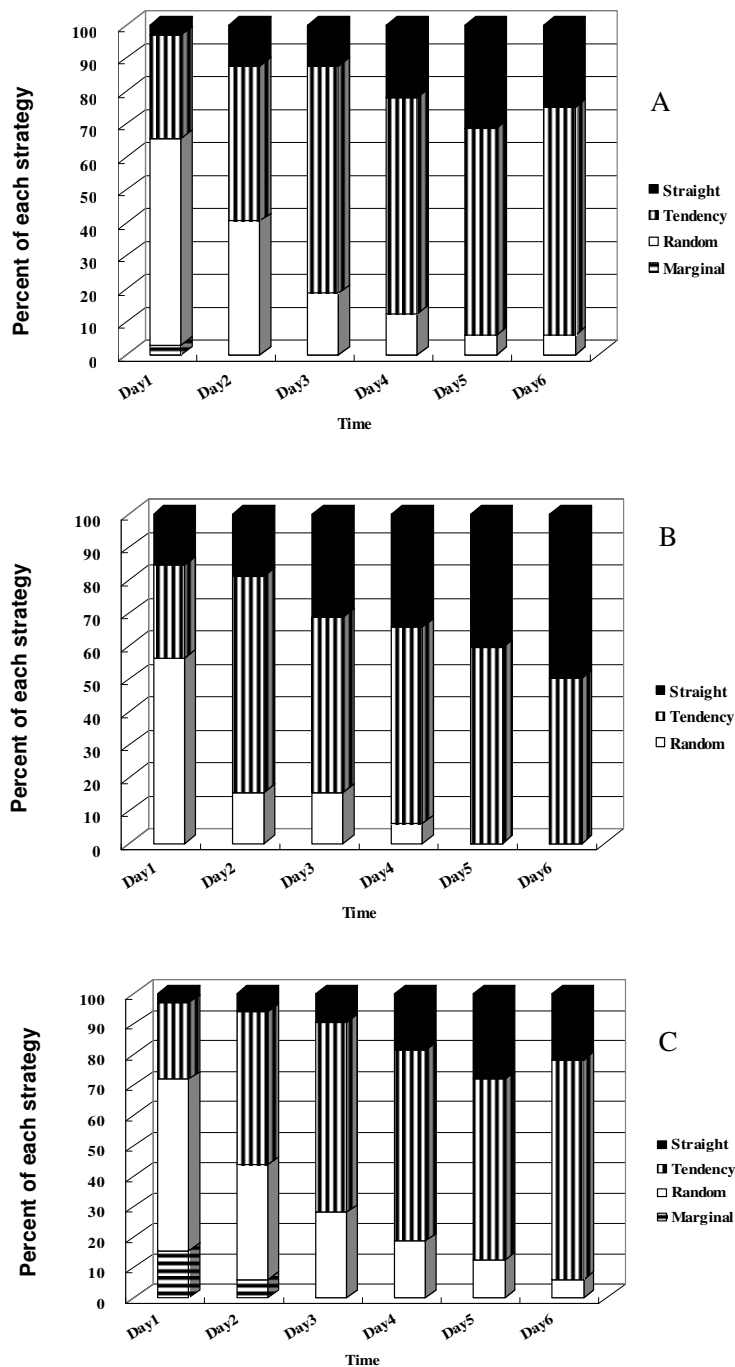 Percent of each strategy
100
90
80
70
60
50
40
30
20
10
0
Day1 Day2 Day3 Day4 Day5 Day6
Time
A
Straight
Tendency
Random
Marginal
Percent of each strategy
100
90
80
70
60
50
40
30
20
10
0
Day1 Day2 Day3 Day4 Day5 Day6
Time
B
Straight
Tendency
Random
Percent of each strategy
100
90
80
70
60
50
40
30
20
10
0
Day1 Day2 Day3 Day4 Day5 Day6
Time
C
Straight
Tendency
Random
Marginal